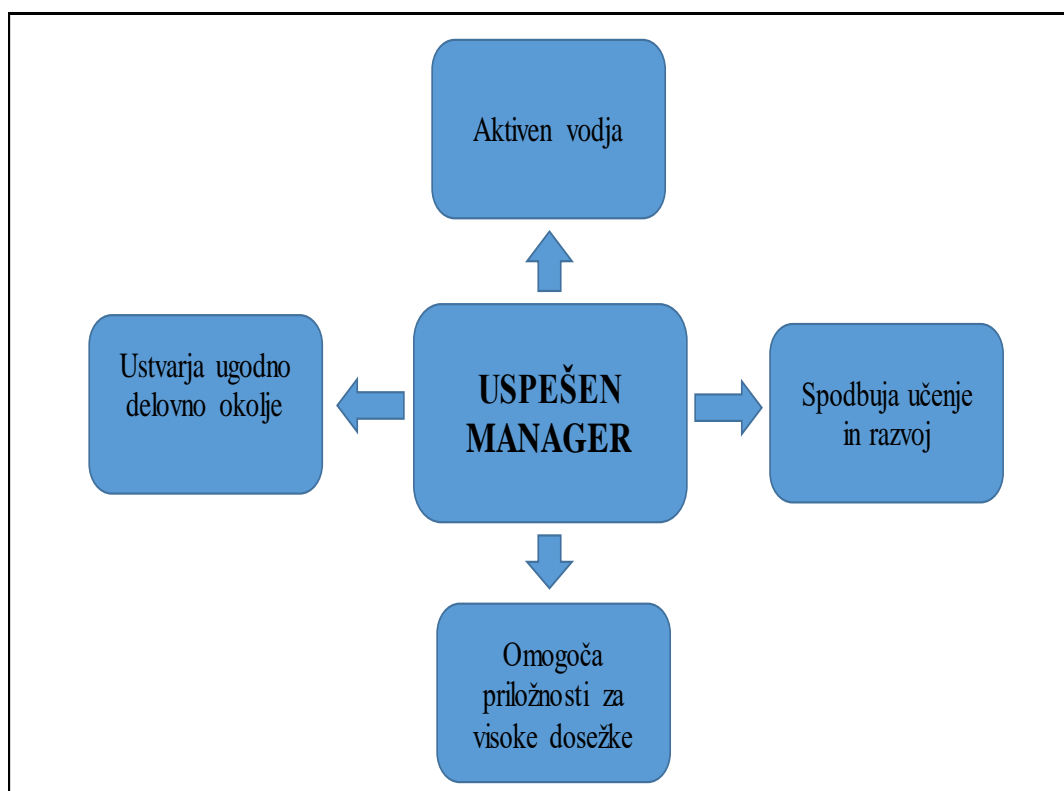 Aktiven vodja
Ustvarja ugodno
delovno okolje
USPEŠEN
MANAGER
Spodbuja učenje
in razvoj
Omogoča
priložnosti za
visoke dosežke